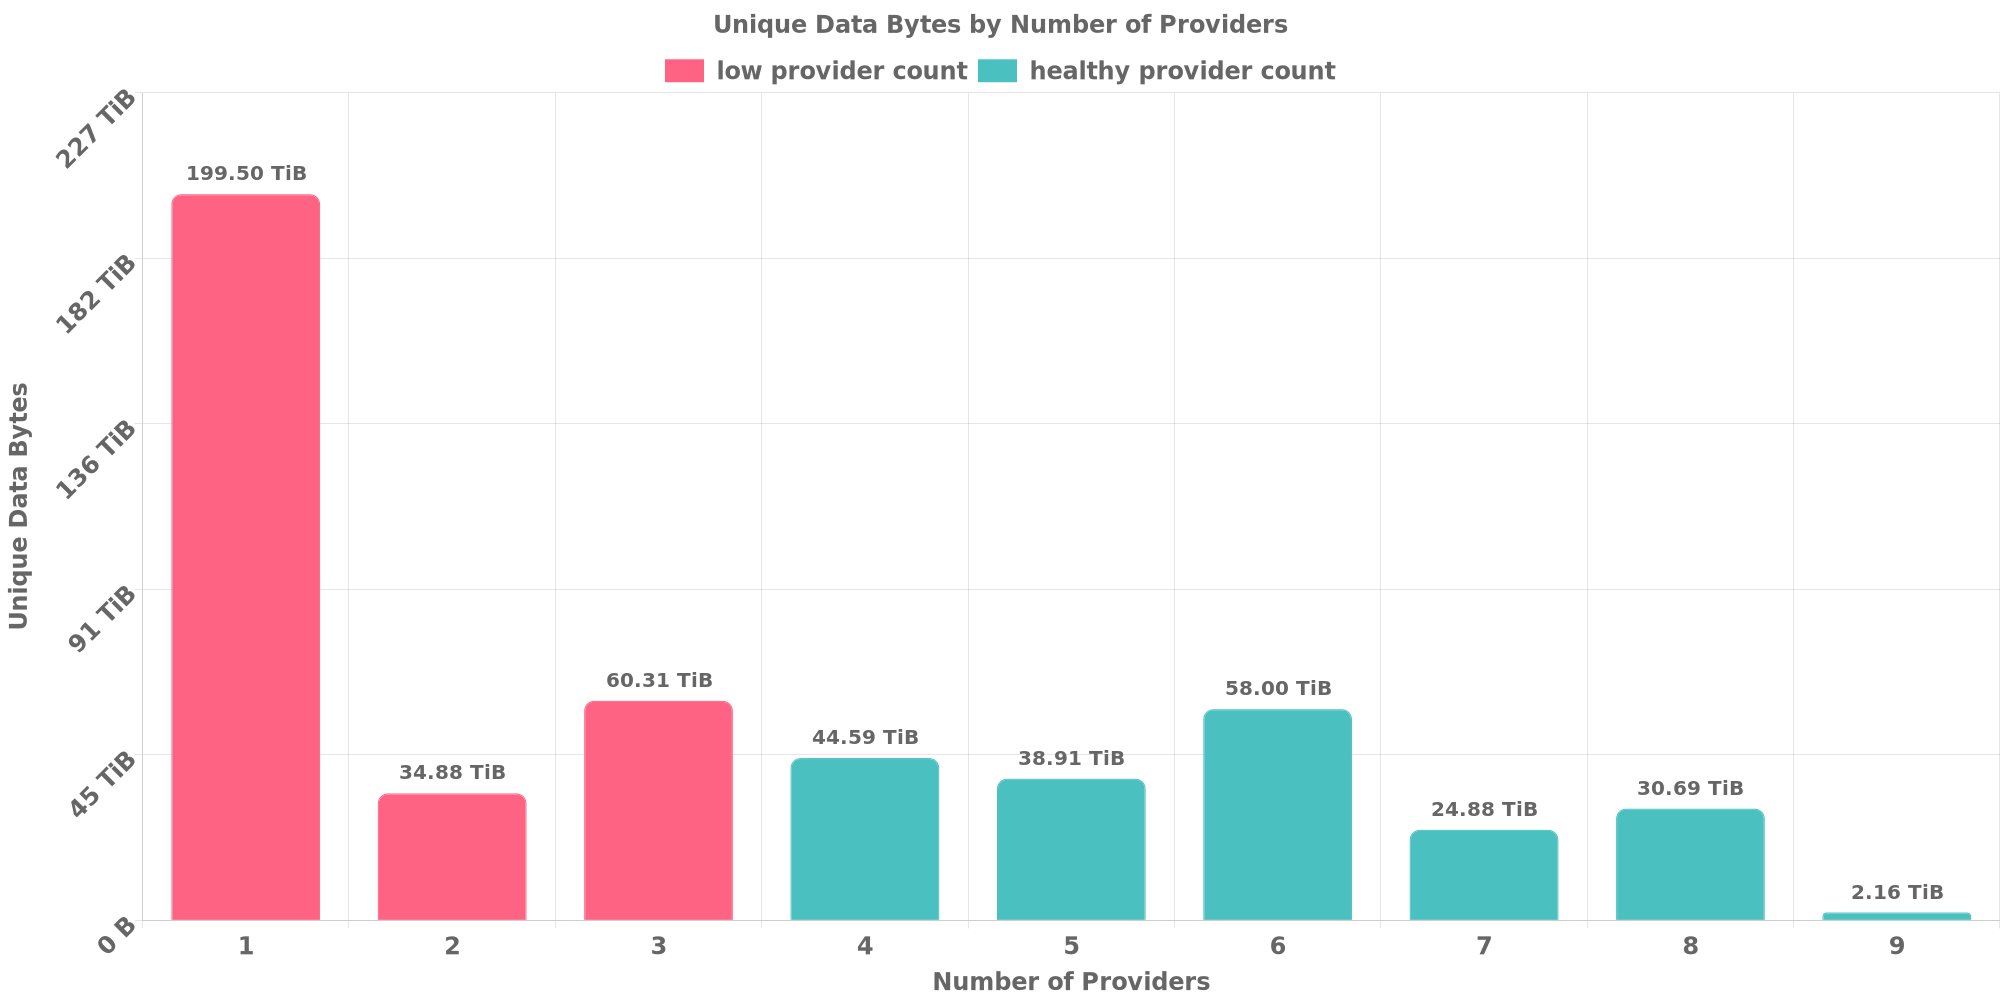 Unique Data Bytes by Number of Providers
low provider count healthy provider count
227 TiB
182 TiB
136 TiB
91 TiB
45 TiB
0 B
Unique Data Bytes
199.50 TiB
34.88 TiB
60.31 TiB
44.59 TiB
38.91 TiB
58.00 TiB
24.88 TiB
30.69 TiB
2.16 TiB
1 2 3 4 5 6 7 8 9
Number of Providers